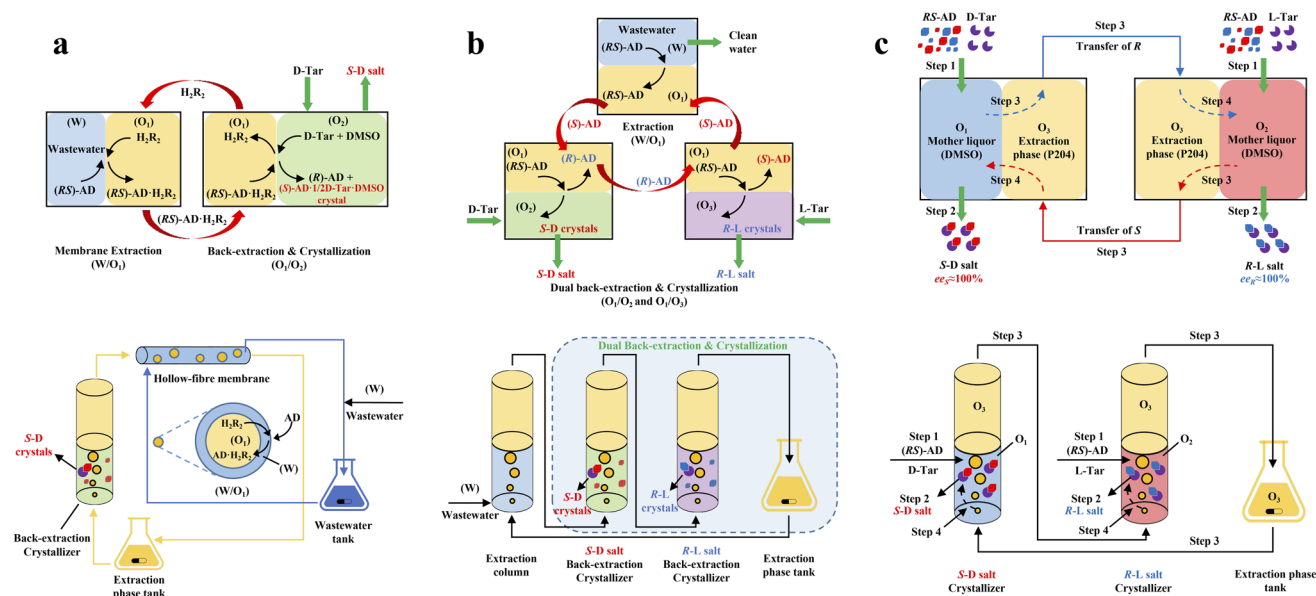 a
H₂R₂
D-Tar
S-D salt
(W)
(O₁)
H₂R₂
Wastewater
(RS)-AD
(RS)-AD·H₂R₂
(O₁)
H₂R₂
(RS)-AD·H₂R₂
(O₂)
D-Tar + DMSO
(R)-AD +
(S)-AD·1/2D-Tar·DMSO
crystal
(RS)-AD·H₂R₂
Membrane Extraction
(W/O₁)
Back-extraction & Crystallization
(O₁/O₂)
Hollow-fibre membrane
(W)
Wastewater
S-D
crystals
H₂R₂
(O₁)
AD·H₂R₂
AD
(W)
(W/O₁)
Back-extraction
Crystallizer
Extraction
phase tank
Wastewater
tank
b
Wastewater
(RS)-AD
(W)
Clean
water
(RS)-AD
(O₁)
Extraction
(W/O₁)
(S)-AD
(S)-AD
(O₁)
(RS)-AD
(R)-AD
(R)-AD
(O₁)
(RS)-AD
(S)-AD
D-Tar
(O₂)
S-D crystals
(O₃)
R-L crystals
L-Tar
S-D salt
R-L salt
Dual back-extraction & Crystallization
(O₁/O₂ and O₁/O₃)
Dual Back-extraction & Crystallization
(W)
Wastewater
S-D
crystals
R-L
crystals
Extraction
column
S-D salt
Back-extraction
Crystallizer
R-L salt
Back-extraction
Crystallizer
Extraction
phase tank
c
RS-AD
D-Tar
Step 3
Transfer of R
RS-AD
L-Tar
Step 1
Step 1
Step 3
Step 4
O₁
Mother liquor
(DMSO)
O₃
Extraction
phase (P204)
O₃
Extraction
phase (P204)
O₂
Mother liquor
(DMSO)
Step 4
Step 3
Step 2
Step 2
Transfer of S
Step 3
S-D salt
eeS≈100%
R-L salt
eeR≈100%
Step 3
Step 3
O₃
O₃
Step 1
(RS)-AD
D-Tar
O₁
Step 2
S-D salt
Step 4
Step 1
(RS)-AD
L-Tar
O₂
Step 2
R-L salt
Step 4
O₃
Step 3
S-D salt
Crystallizer
R-L salt
Crystallizer
Extraction phase
tank